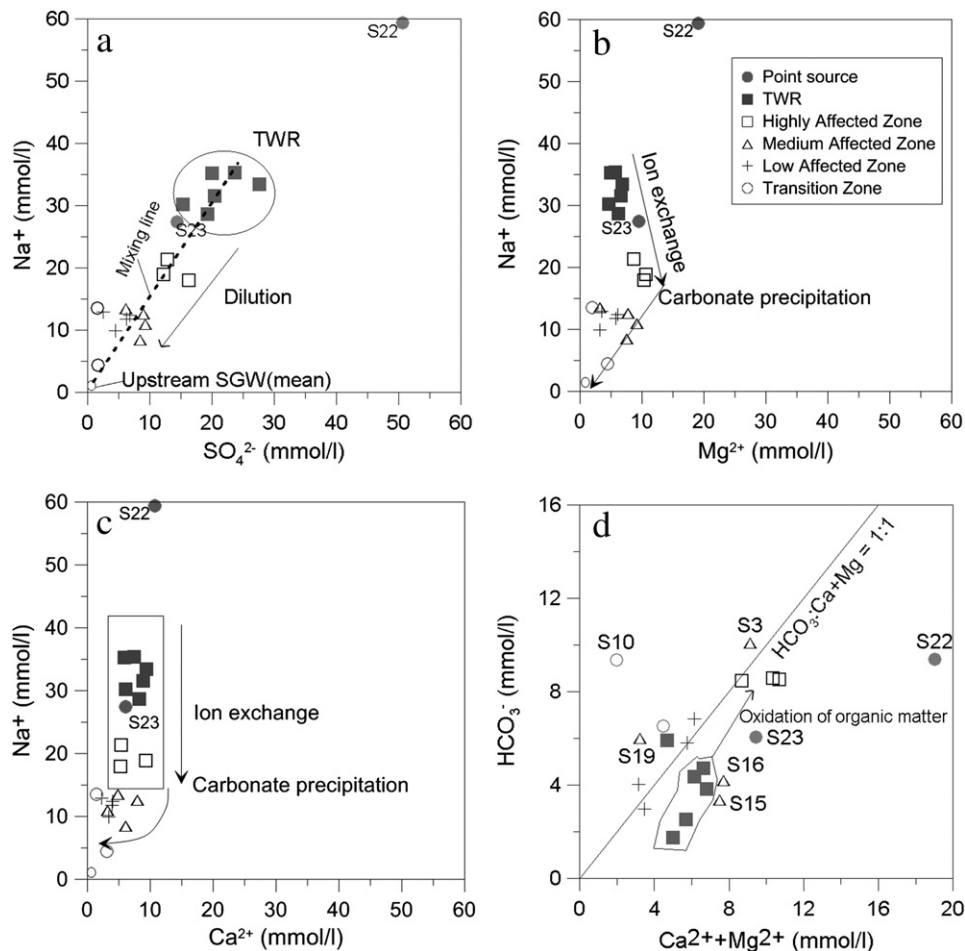 a
60
50
40
30
20
10
0
Na⁺ (mmol/l)
S22
TWR
S23
Mixing line
Dilution
Upstream SGW(mean)
0 10 20 30 40 50 60
SO₄²⁻ (mmol/l)
b
60
50
40
30
20
10
0
Na⁺ (mmol/l)
S22
Point source
TWR
Highly Affected Zone
Medium Affected Zone
Low Affected Zone
Transition Zone
Ion exchange
S23
Carbonate precipitation
0 10 20 30 40 50 60
Mg²⁺ (mmol/l)
c
60
50
40
30
20
10
0
Na⁺ (mmol/l)
S22
S23
Ion exchange
Carbonate precipitation
0 10 20 30 40 50 60
Ca²⁺ (mmol/l)
d
16
12
8
4
0
HCO₃⁻ (mmol/l)
HCO₃:Ca+Mg = 1:1
S3
S10
S22
Oxidation of organic matter
S23
S19
S16
S15
0 4 8 12 16 20
Ca²⁺+Mg²⁺ (mmol/l)